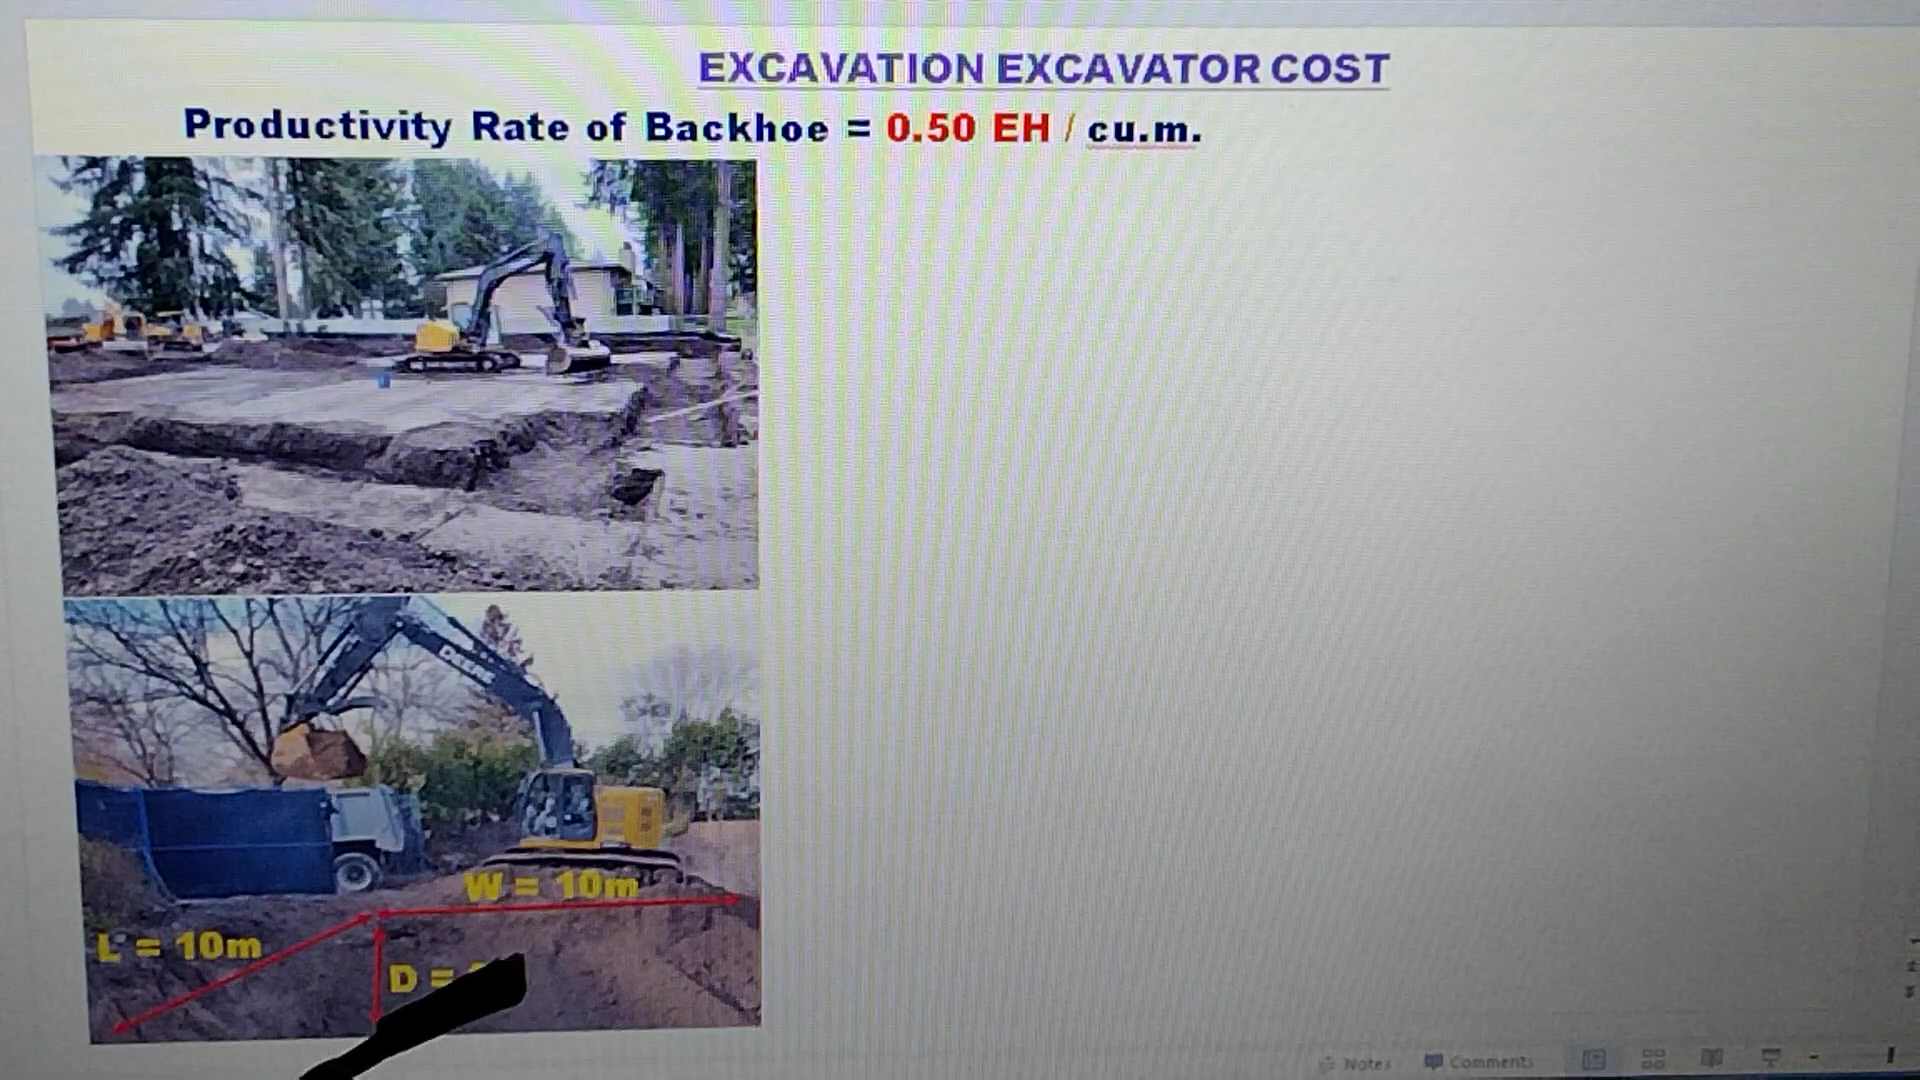 EXCAVATION EXCAVATOR COST
Productivity Rate of Backhoe = 0.50 EH / cu.m.
DEERE
W = 10m
L = 10m
D =
Notes
Comments